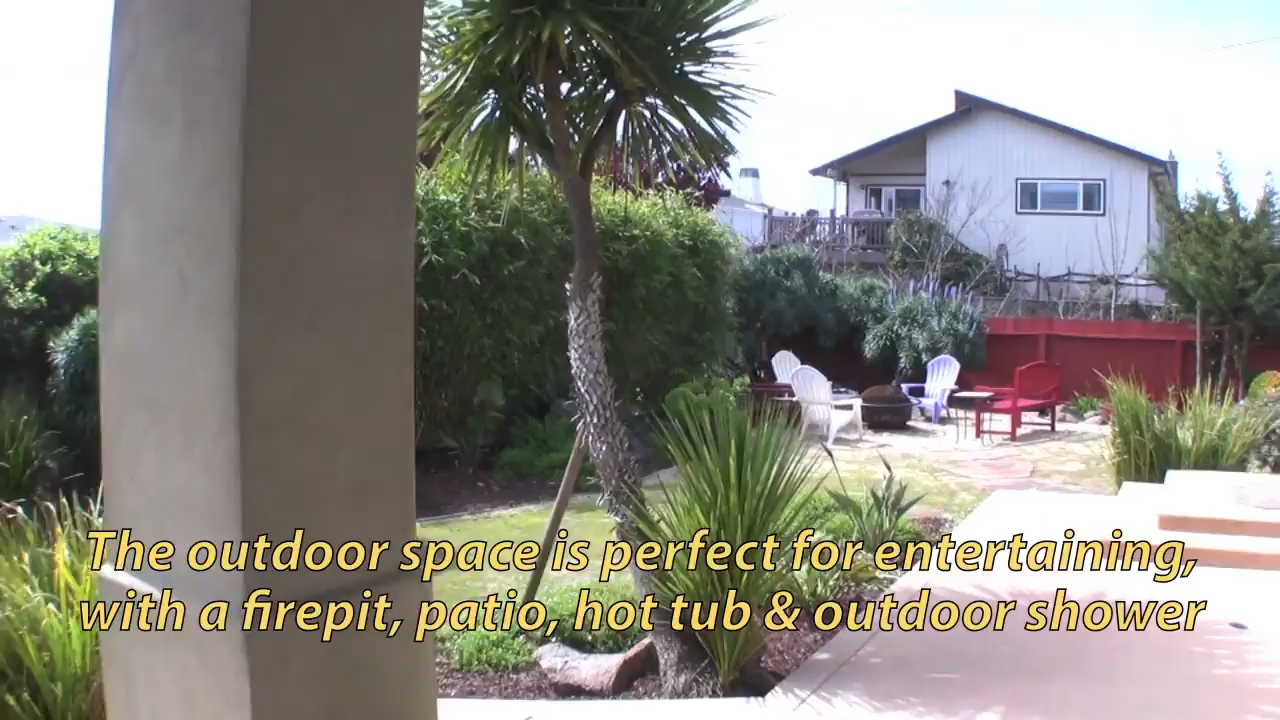 The outdoor space is perfect for entertaining,
with a firepit, patio, hot tub & outdoor shower